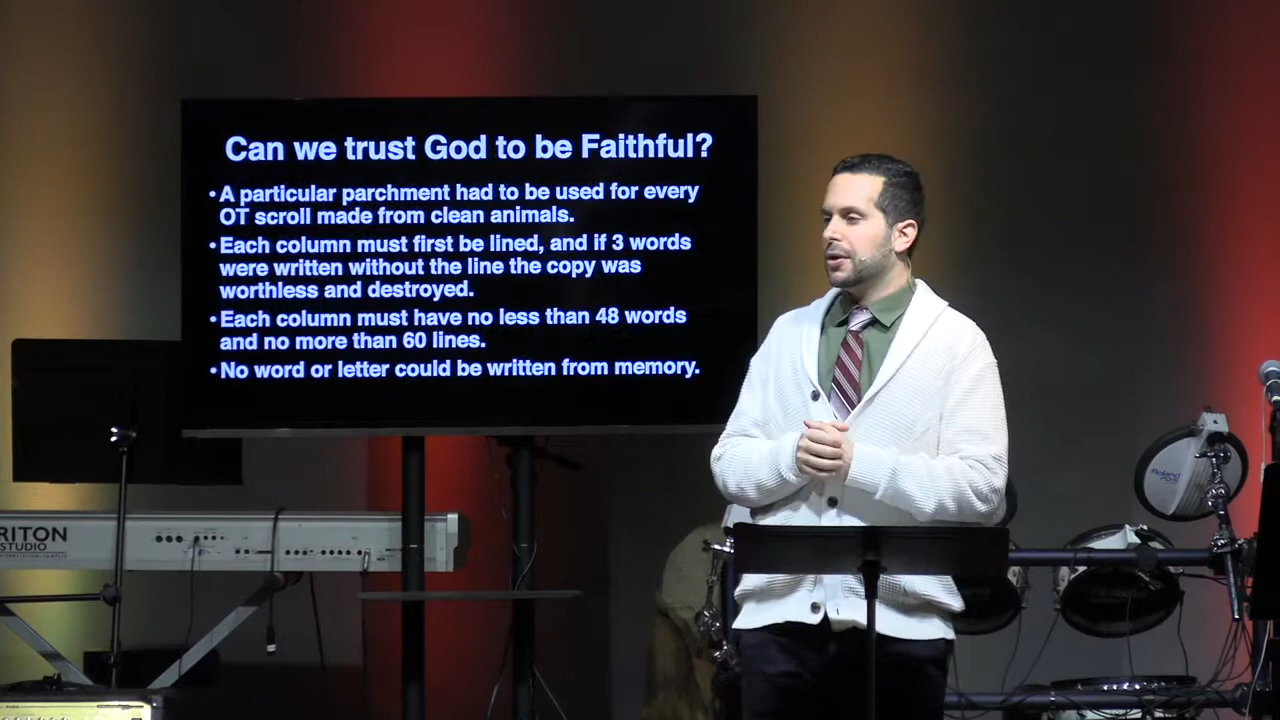 Can we trust God to be Faithful?
• A particular parchment had to be used for every
OT scroll made from clean animals.
• Each column must first be lined, and if 3 words
were written without the line the copy was
worthless and destroyed.
• Each column must have no less than 48 words
and no more than 60 lines.
• No word or letter could be written from memory.
RITON
STUDIO
Roland